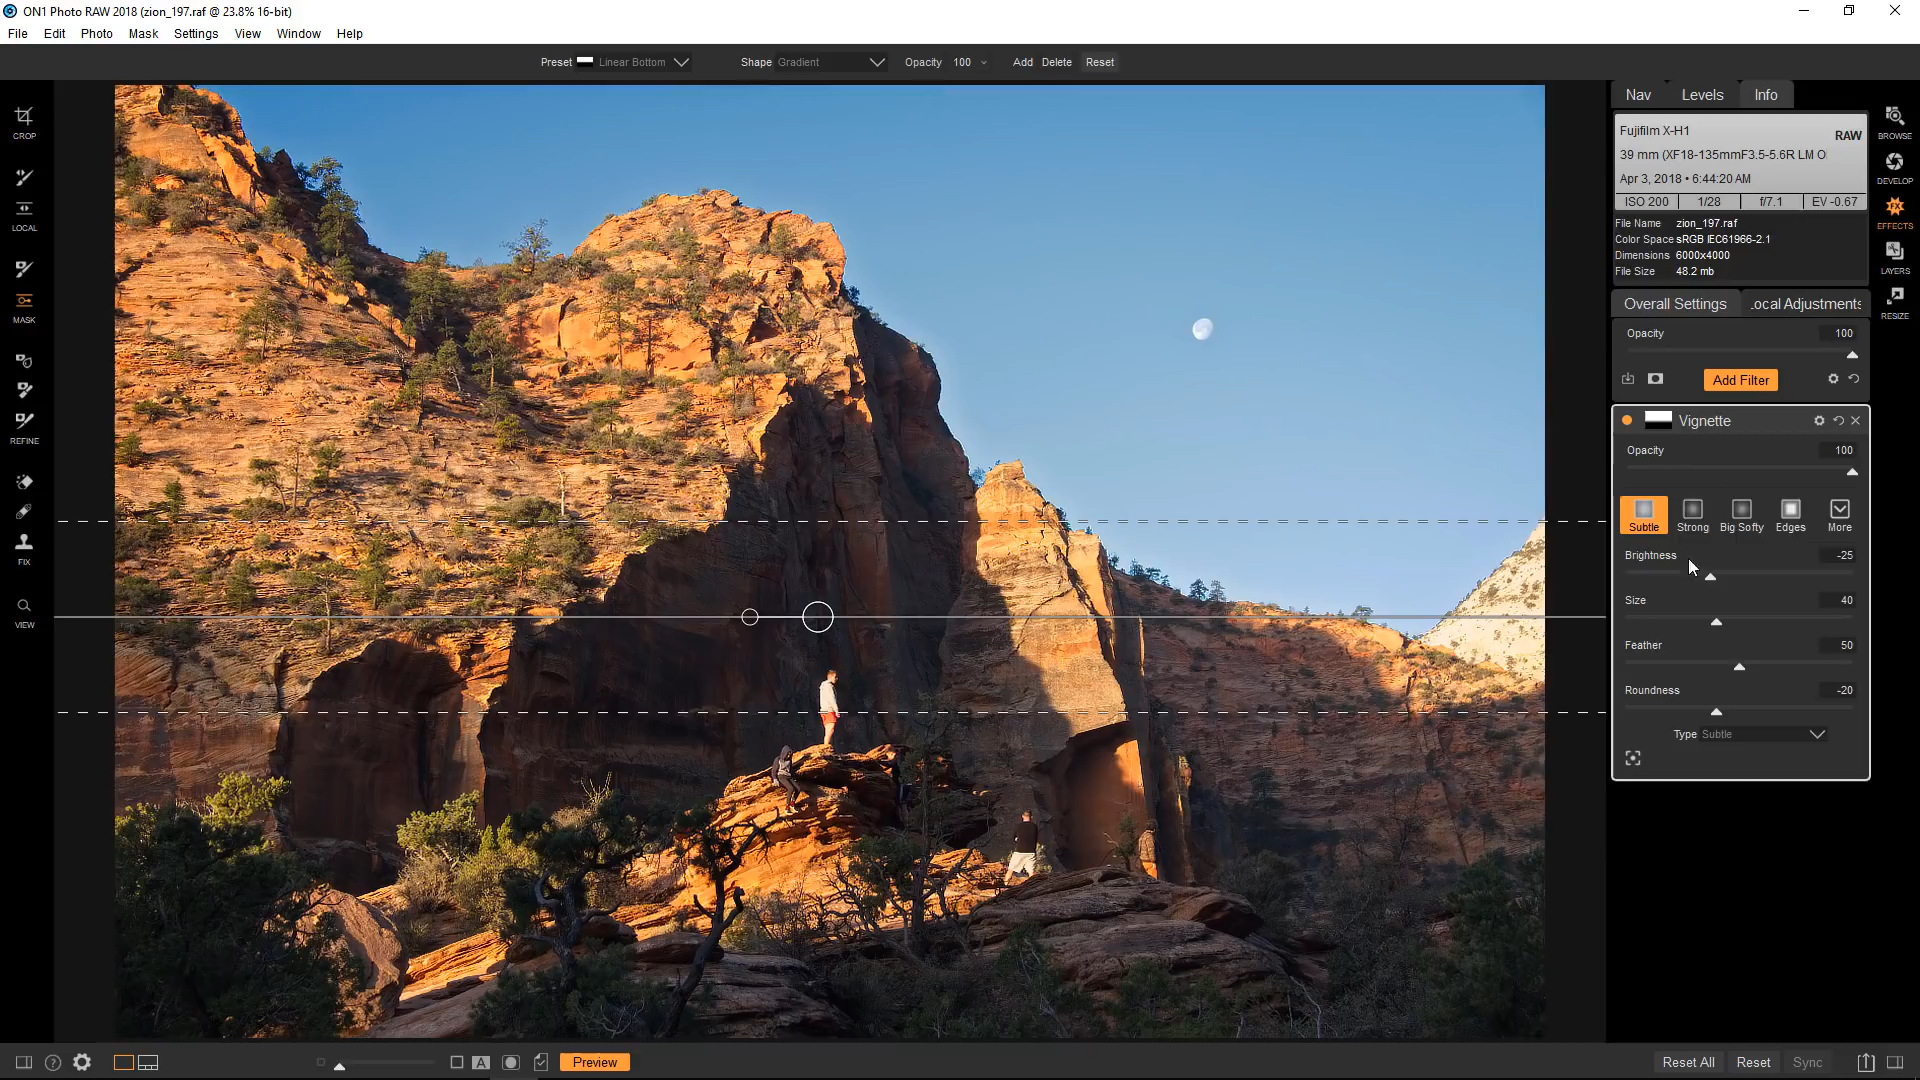 ON1 Photo RAW 2018 (zion_197.raf @ 23.8% 16-bit)
File Edit Photo Mask Settings View Window Help
Preset Linear Bottom Shape Gradient Opacity 100 Add Delete Reset
CROP
LOCAL
MASK
REFINE
FIX
VIEW
Nav Levels Info
Fujifilm X-H1 RAW
39 mm (XF18-135mmF3.5-5.6R LM O
Apr 3, 2018 • 6:44:20 AM
ISO 200 1/28 f/7.1 EV -0.67
File Name zion_197.raf
Color Space sRGB IEC61966-2.1
Dimensions 6000x4000
File Size 48.2 mb
Overall Settings .ocal Adjustments
Opacity 100
Add Filter
Vignette
Opacity 100
Subtle Strong Big Softy Edges More
Brightness -25
Size 40
Feather 50
Roundness -20
Type Subtle
BROWSE
DEVELOP
FX
EFFECTS
LAYERS
RESIZE
? A Preview
Reset All Reset Sync